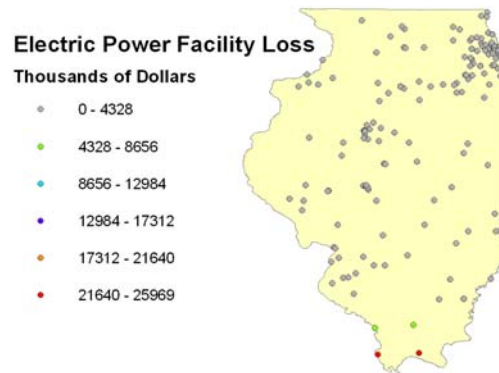 Electric Power Facility Loss
Thousands of Dollars
0 - 4328
4328 - 8656
8656 - 12984
12984 - 17312
17312 - 21640
21640 - 25969